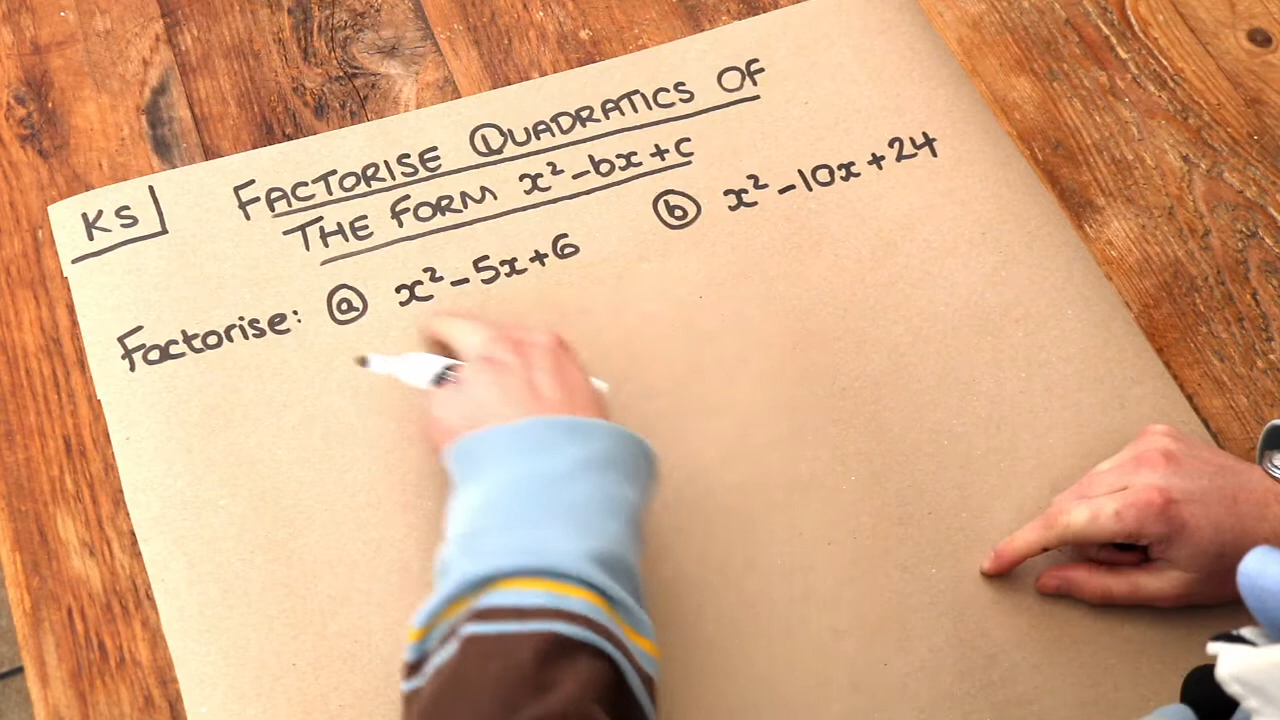 KS
FACTORISE QUADRATICS OF
THE FORM x² - bx + c
Factorise: ⓐ x² - 5x + 6 ⓑ x² - 10x + 24